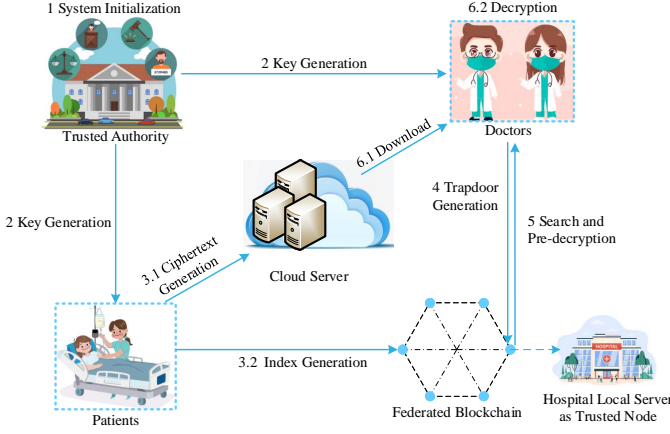 1 System Initialization
6.2 Decryption
2 Key Generation
Trusted Authority
Doctors
6.1 Download
4 Trapdoor
Generation
2 Key Generation
5 Search and
Pre-decryption
3.1 Ciphertext
Generation
Cloud Server
HOSPITAL
3.2 Index Generation
Patients
Federated Blockchain
Hospital Local Server
as Trusted Node